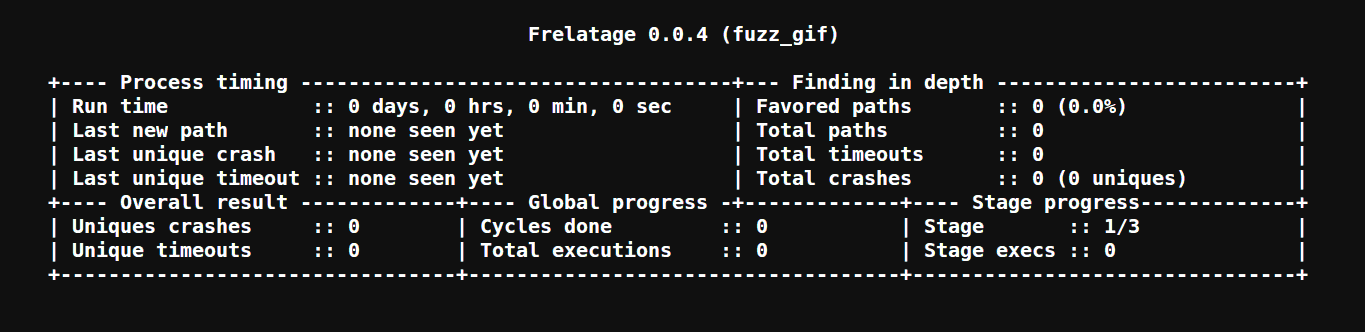 Frelatage 0.0.4 (fuzz_gif)
+---- Process timing ------------------------------------+--- Finding in depth -------------------------+
| Run time            :: 0 days, 0 hrs, 0 min, 0 sec     | Favored paths       :: 0 (0.0%)              |
| Last new path       :: none seen yet                   | Total paths         :: 0                     |
| Last unique crash   :: none seen yet                   | Total timeouts      :: 0                     |
| Last unique timeout :: none seen yet                   | Total crashes       :: 0 (0 uniques)         |
+---- Overall result -------------+---- Global progress -+-------------+---- Stage progress-------------+
| Uniques crashes     :: 0        | Cycles done         :: 0           | Stage       :: 1/3             |
| Unique timeouts     :: 0        | Total executions    :: 0           | Stage execs :: 0               |
+---------------------------------+------------------------------------+--------------------------------+